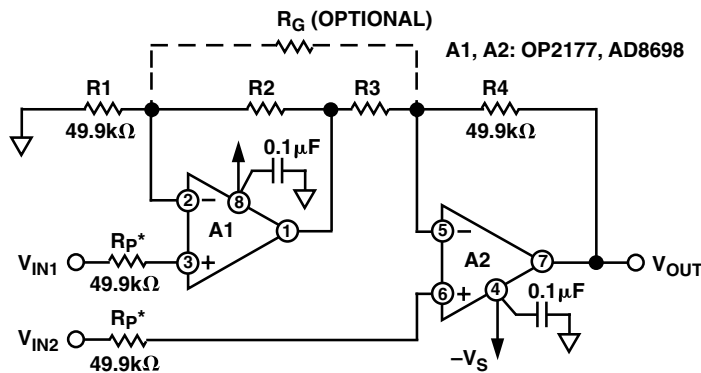 R_G (OPTIONAL)
A1, A2: OP2177, AD8698
R1
R2
R3
R4
49.9kΩ
49.9kΩ
0.1µF
2
–
8
A1
1
3
+
V_IN1
R_P*
49.9kΩ
5
–
A2
7
V_OUT
6
+
4
0.1µF
–V_S
V_IN2
R_P*
49.9kΩ